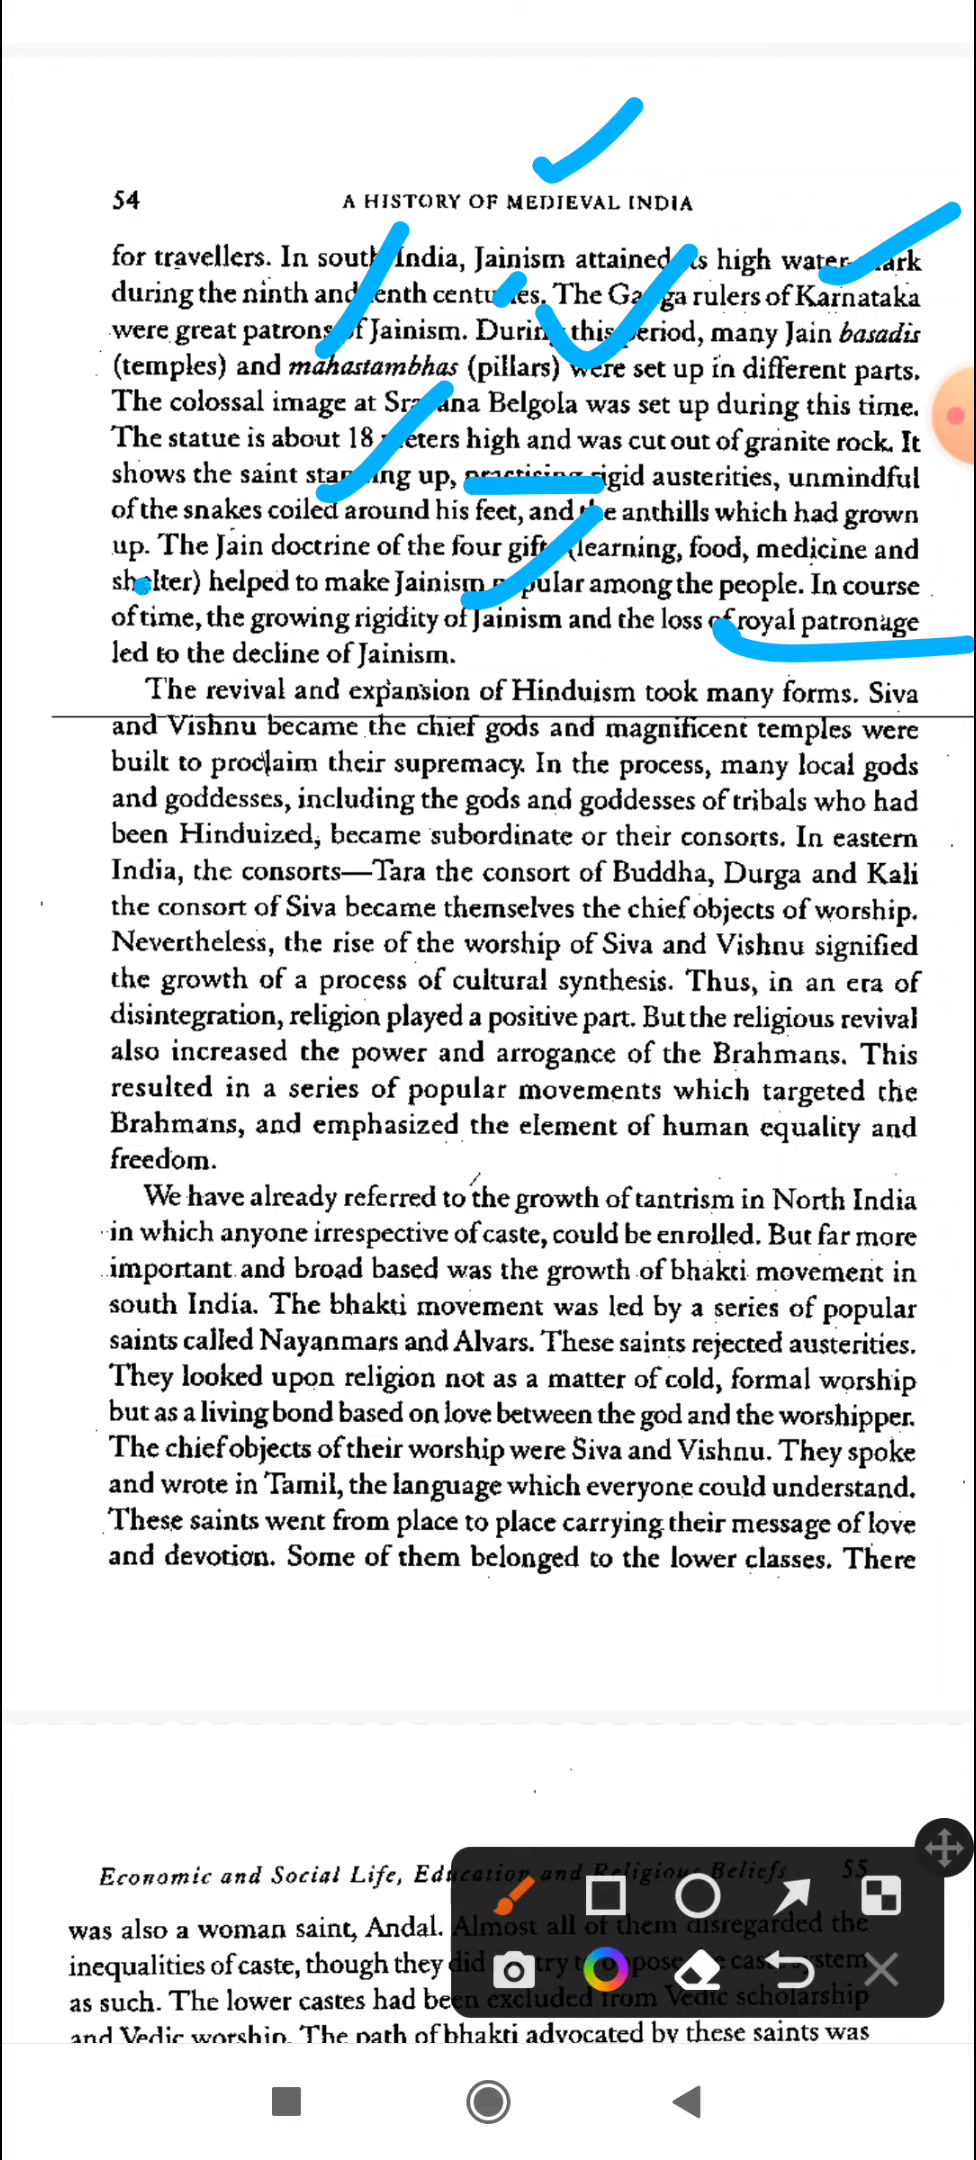 54
A HISTORY OF MEDIEVAL INDIA
for travellers. In south India, Jainism attained its high water mark
during the ninth and tenth centuries. The Ganga rulers of Karnataka
were great patrons of Jainism. During this period, many Jain basadis
(temples) and mahastambhas (pillars) were set up in different parts.
The colossal image at Sravana Belgola was set up during this time.
The statue is about 18 meters high and was cut out of granite rock. It
shows the saint standing up, practising rigid austerities, unmindful
of the snakes coiled around his feet, and the anthills which had grown
up. The Jain doctrine of the four gifts (learning, food, medicine and
shelter) helped to make Jainism popular among the people. In course
of time, the growing rigidity of Jainism and the loss of royal patronage
led to the decline of Jainism.
The revival and expansion of Hinduism took many forms. Siva
and Vishnu became the chief gods and magnificent temples were
built to proclaim their supremacy. In the process, many local gods
and goddesses, including the gods and goddesses of tribals who had
been Hinduized, became subordinate or their consorts. In eastern
India, the consorts—Tara the consort of Buddha, Durga and Kali
the consort of Siva became themselves the chief objects of worship.
Nevertheless, the rise of the worship of Siva and Vishnu signified
the growth of a process of cultural synthesis. Thus, in an era of
disintegration, religion played a positive part. But the religious revival
also increased the power and arrogance of the Brahmans. This
resulted in a series of popular movements which targeted the
Brahmans, and emphasized the element of human equality and
freedom.
We have already referred to the growth of tantrism in North India
in which anyone irrespective of caste, could be enrolled. But far more
important and broad based was the growth of bhakti movement in
south India. The bhakti movement was led by a series of popular
saints called Nayanmars and Alvars. These saints rejected austerities.
They looked upon religion not as a matter of cold, formal worship
but as a living bond based on love between the god and the worshipper.
The chief objects of their worship were Siva and Vishnu. They spoke
and wrote in Tamil, the language which everyone could understand.
These saints went from place to place carrying their message of love
and devotion. Some of them belonged to the lower classes. There
Economic and Social Life, Education and Religious Beliefs 55
was also a woman saint, Andal. Almost all of them disregarded the
inequalities of caste, though they did try to oppose caste system
as such. The lower castes had been excluded from Vedic scholarship
and Vedic worship. The path of bhakti advocated by these saints was